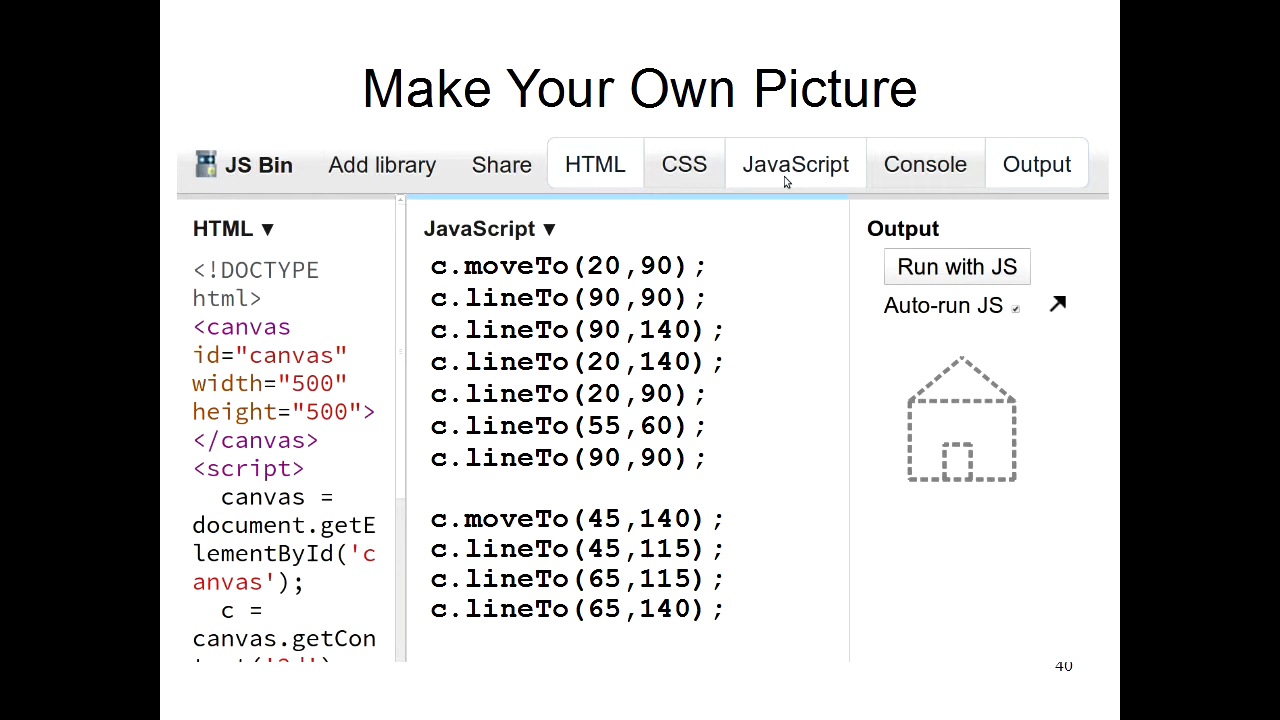 Make Your Own Picture
JS Bin Add library Share HTML CSS JavaScript Console Output
HTML ▼
<!DOCTYPE
html>
<canvas
id="canvas"
width="500"
height="500">
</canvas>
<script>
canvas =
document.getE
lementById('c
anvas');
c =
canvas.getCon
JavaScript ▼
c.moveTo(20,90);
c.lineTo(90,90);
c.lineTo(90,140);
c.lineTo(20,140);
c.lineTo(20,90);
c.lineTo(55,60);
c.lineTo(90,90);
c.moveTo(45,140);
c.lineTo(45,115);
c.lineTo(65,115);
c.lineTo(65,140);
Output
Run with JS
Auto-run JS
40